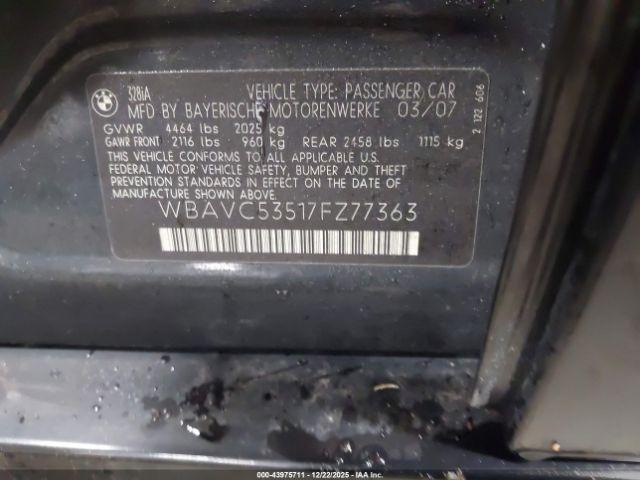 BMW
328iA VEHICLE TYPE: PASSENGER CAR
MFD BY BAYERISCHE MOTORENWERKE 03/07
GVWR 4464 lbs 2025 kg
GAWR FRONT 2116 lbs 960 kg REAR 2458 lbs 1115 kg
THIS VEHICLE CONFORMS TO ALL APPLICABLE U.S.
FEDERAL MOTOR VEHICLE SAFETY, BUMPER AND THEFT
PREVENTION STANDARDS IN EFFECT ON THE DATE OF
MANUFACTURE SHOWN ABOVE.
WBAVC53517FZ77363
2 122 606
000-43975711 - 12/22/2025 - © IAA, Inc.